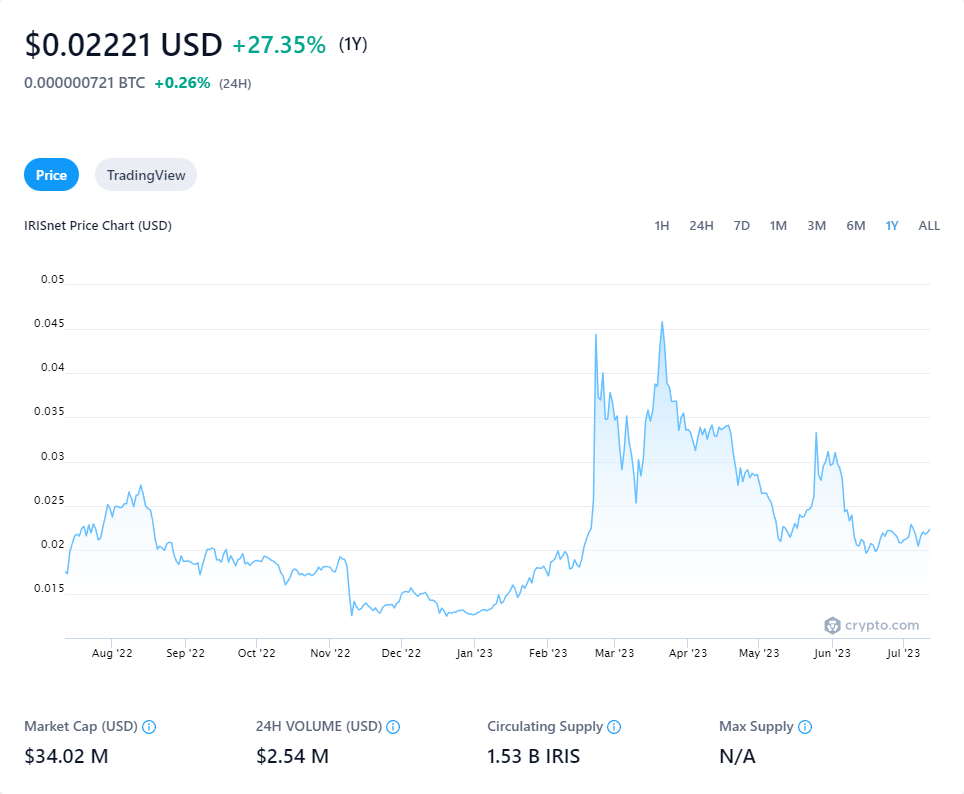 $0.02221 USD +27.35% (1Y)
0.000000721 BTC +0.26% (24H)
Price TradingView
IRISnet Price Chart (USD) 1H 24H 7D 1M 3M 6M 1Y ALL
0.05
0.045
0.04
0.035
0.03
0.025
0.02
0.015
crypto.com
Aug '22 Sep '22 Oct '22 Nov '22 Dec '22 Jan '23 Feb '23 Mar '23 Apr '23 May '23 Jun '23 Jul '23
Market Cap (USD) 24H VOLUME (USD) Circulating Supply Max Supply
$34.02 M $2.54 M 1.53 B IRIS N/A